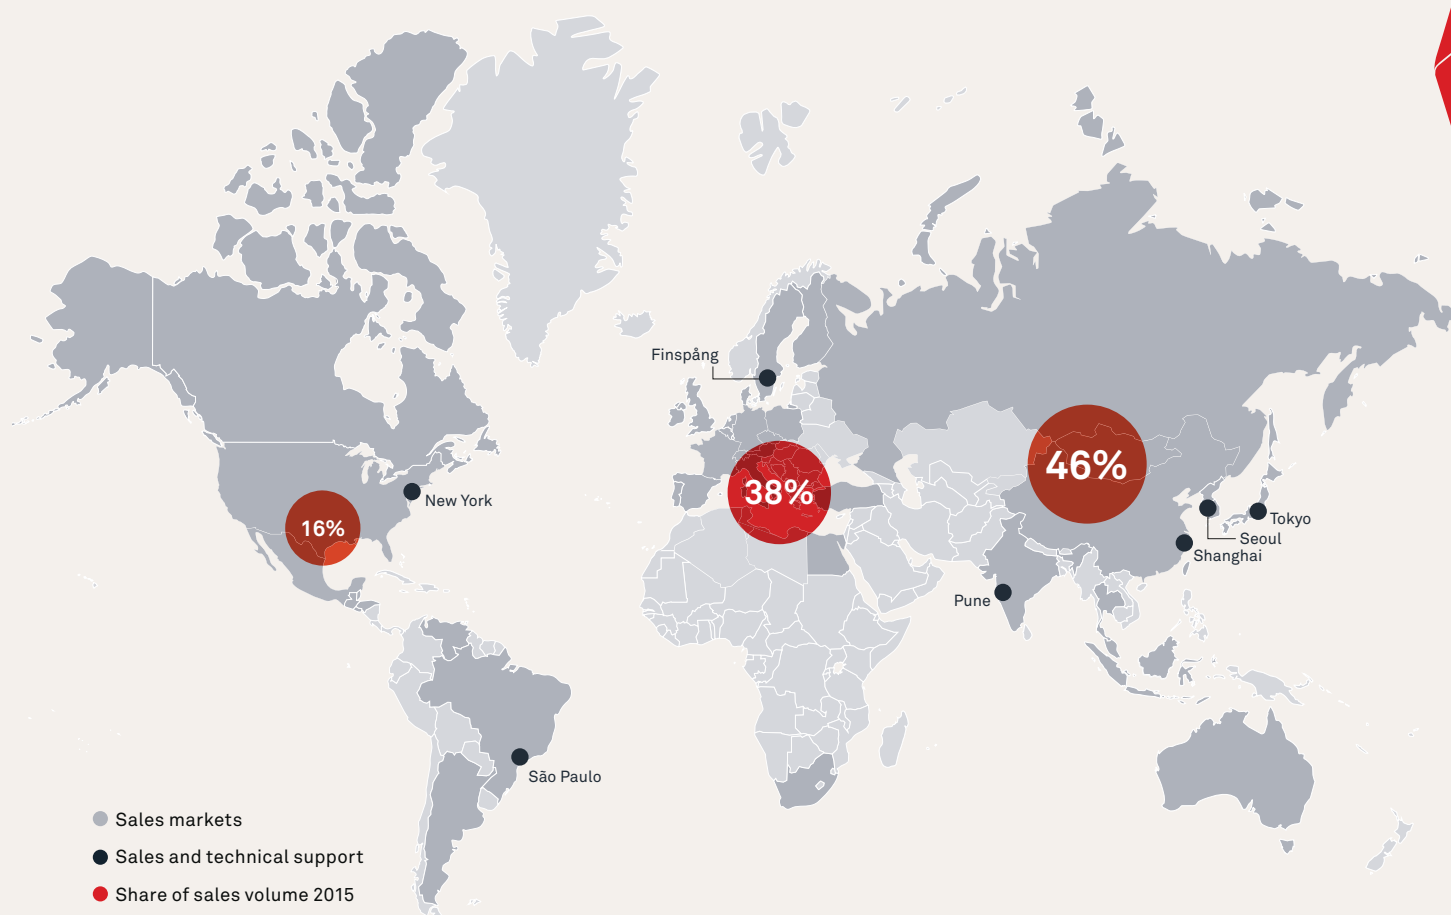 Finspång
46%
38%
New York
16%
Tokyo
Seoul
Shanghai
Pune
São Paulo
Sales markets
Sales and technical support
Share of sales volume 2015